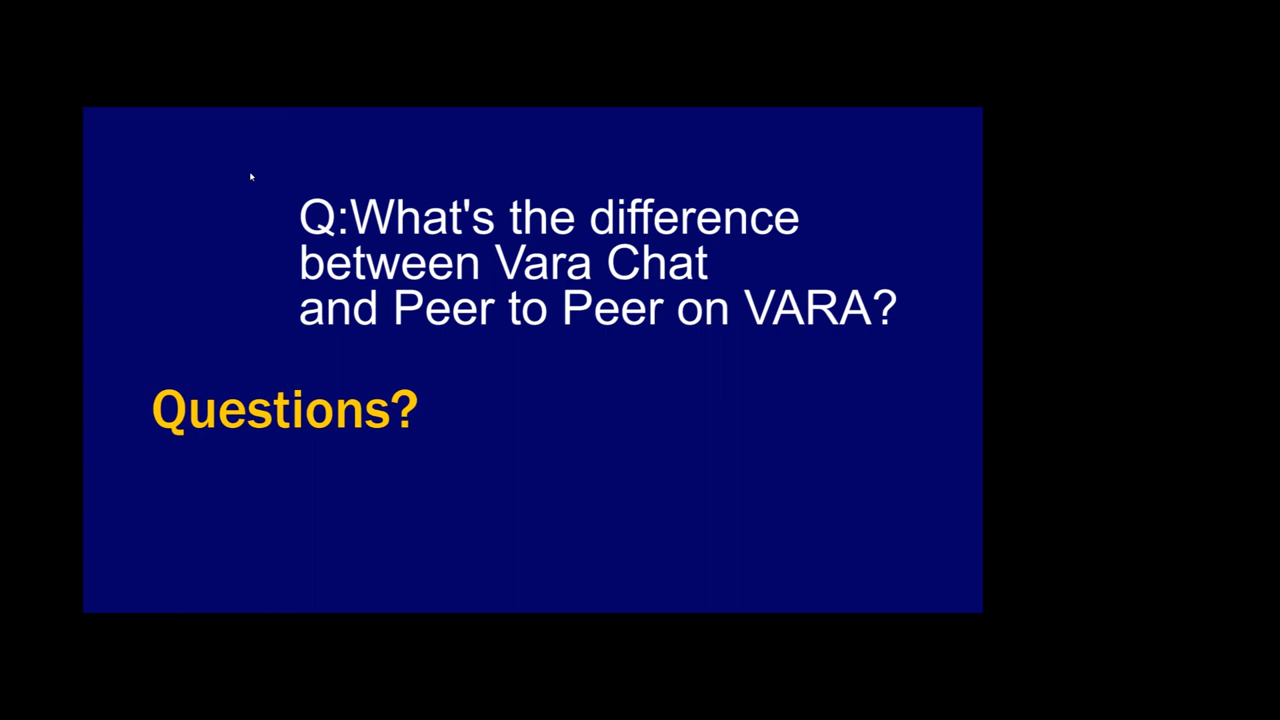 Q:What's the difference
between Vara Chat
and Peer to Peer on VARA?
Questions?